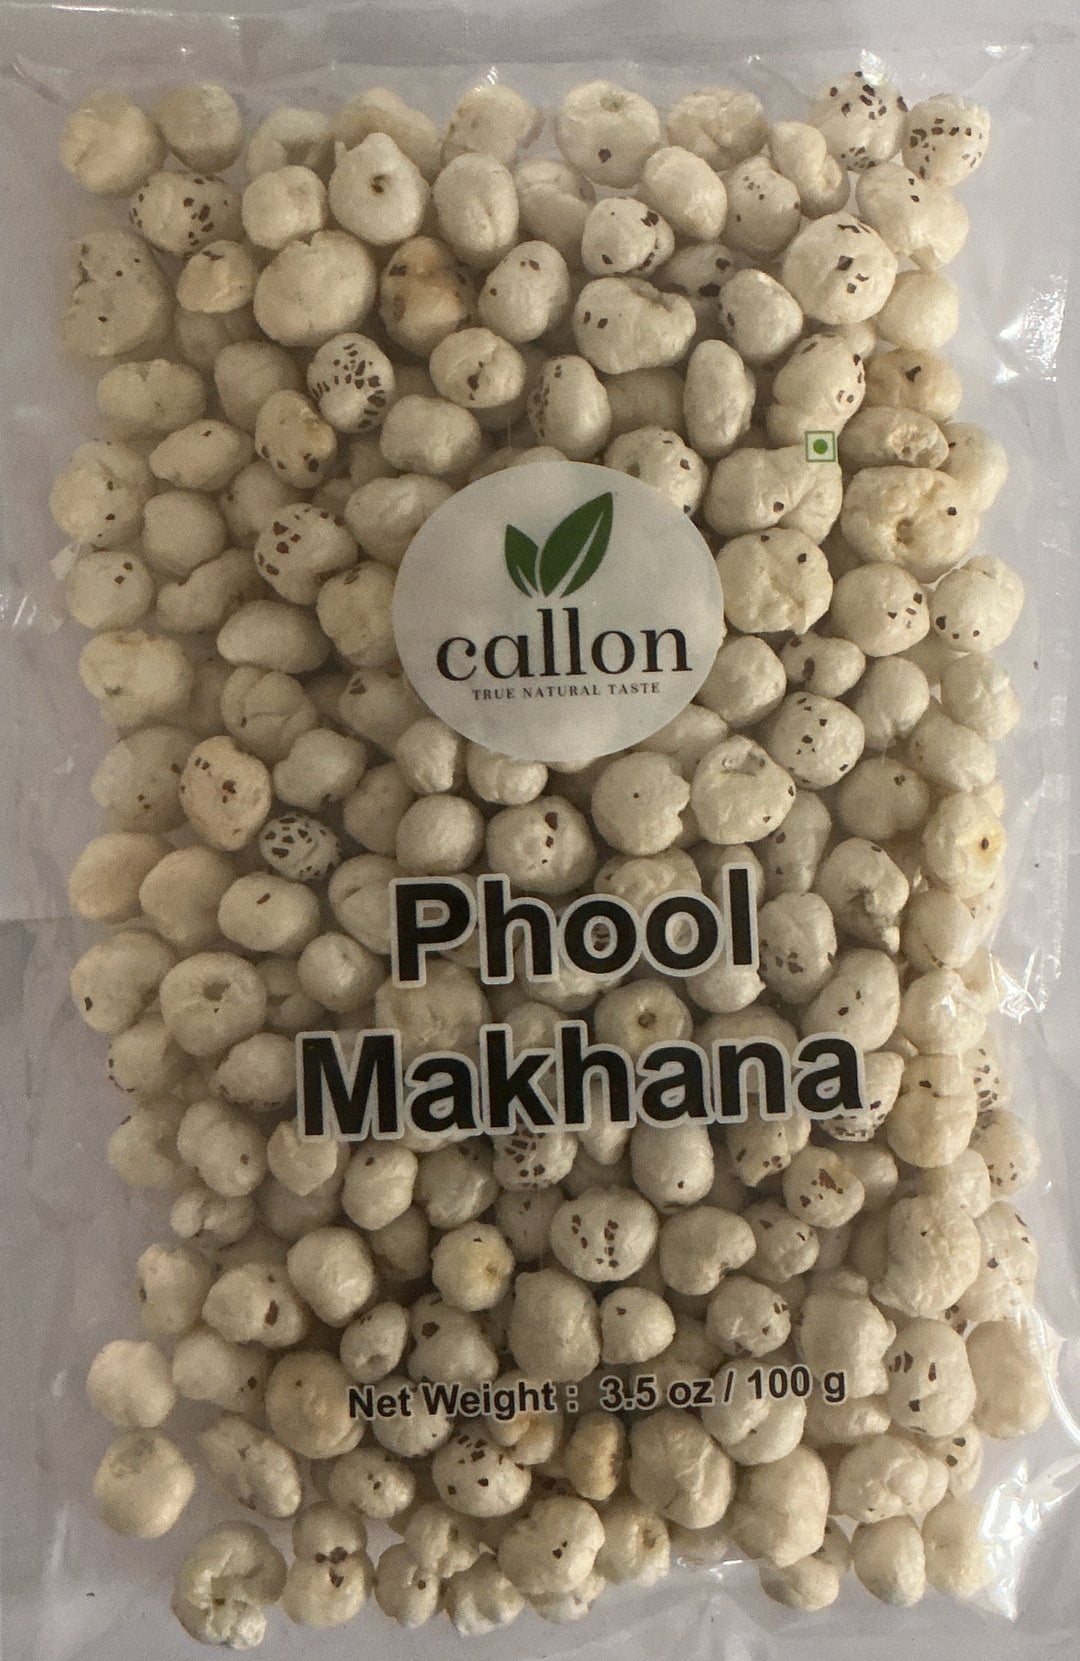 callon
TRUE NATURAL TASTE
Phool
Makhana
Net Weight : 3.5 oz / 100 g